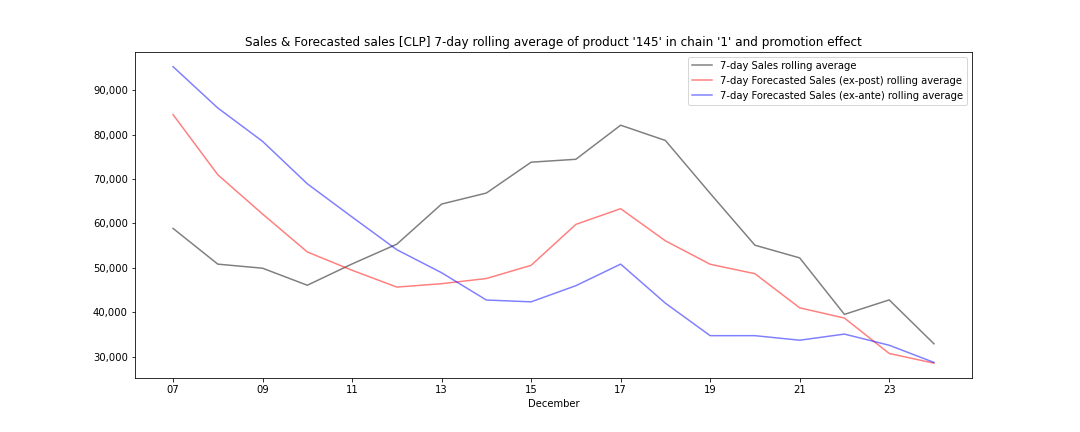 Sales & Forecasted sales [CLP] 7-day rolling average of product '145' in chain '1' and promotion effect
7-day Sales rolling average
7-day Forecasted Sales (ex-post) rolling average
7-day Forecasted Sales (ex-ante) rolling average
90,000
80,000
70,000
60,000
50,000
40,000
30,000
07 09 11 13 15 17 19 21 23
December